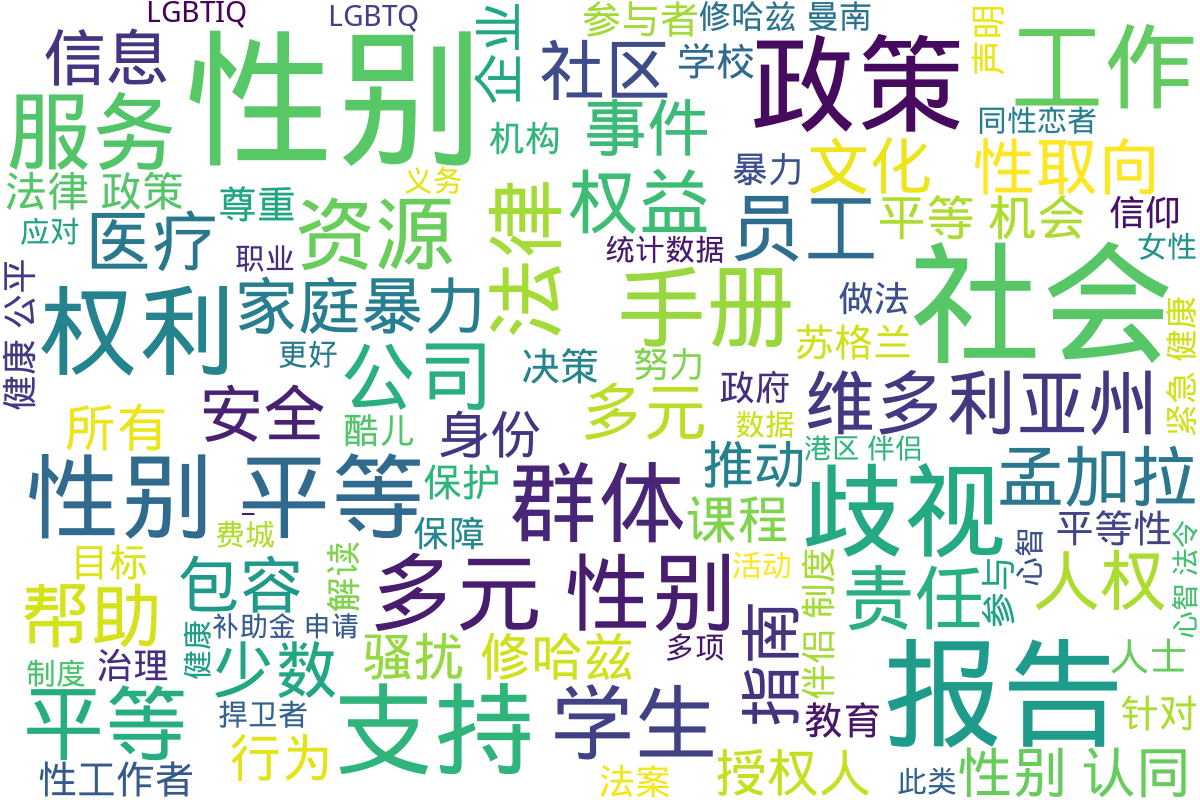 LGBTIQ
LGBTQ
信息
性别
企业
参与者
修哈兹 曼南
声明
社区
学校
政策
工作
服务
机构
事件
同性恋者
法律 政策
义务
暴力
文化
性取向
应对
尊重
资源
法律
权益
员工
平等 机会
信仰
医疗
职业
统计数据
女性
健康 公平
权利
家庭暴力
手册
做法
社会
紧急 健康
更好
公司
决策
努力
苏格兰
所有
安全
酷儿
身份
多元
政府
数据
维多利亚州
性别_平等
保护
群体
推动
港区 伴侣
歧视
孟加拉
课程
费城
保障
平等性
心智
心智 法令
目标
帮助
包容
解读
多元 性别
活动
制度
责任
参与
人权
健康
补助金 申请
制度
治理
少数
骚扰
修哈兹
多项
指南
伴侣 制度
报告
人士
平等
捍卫者
支持
学生
教育
针对
性工作者
行为
法案
授权人
此类
性别 认同